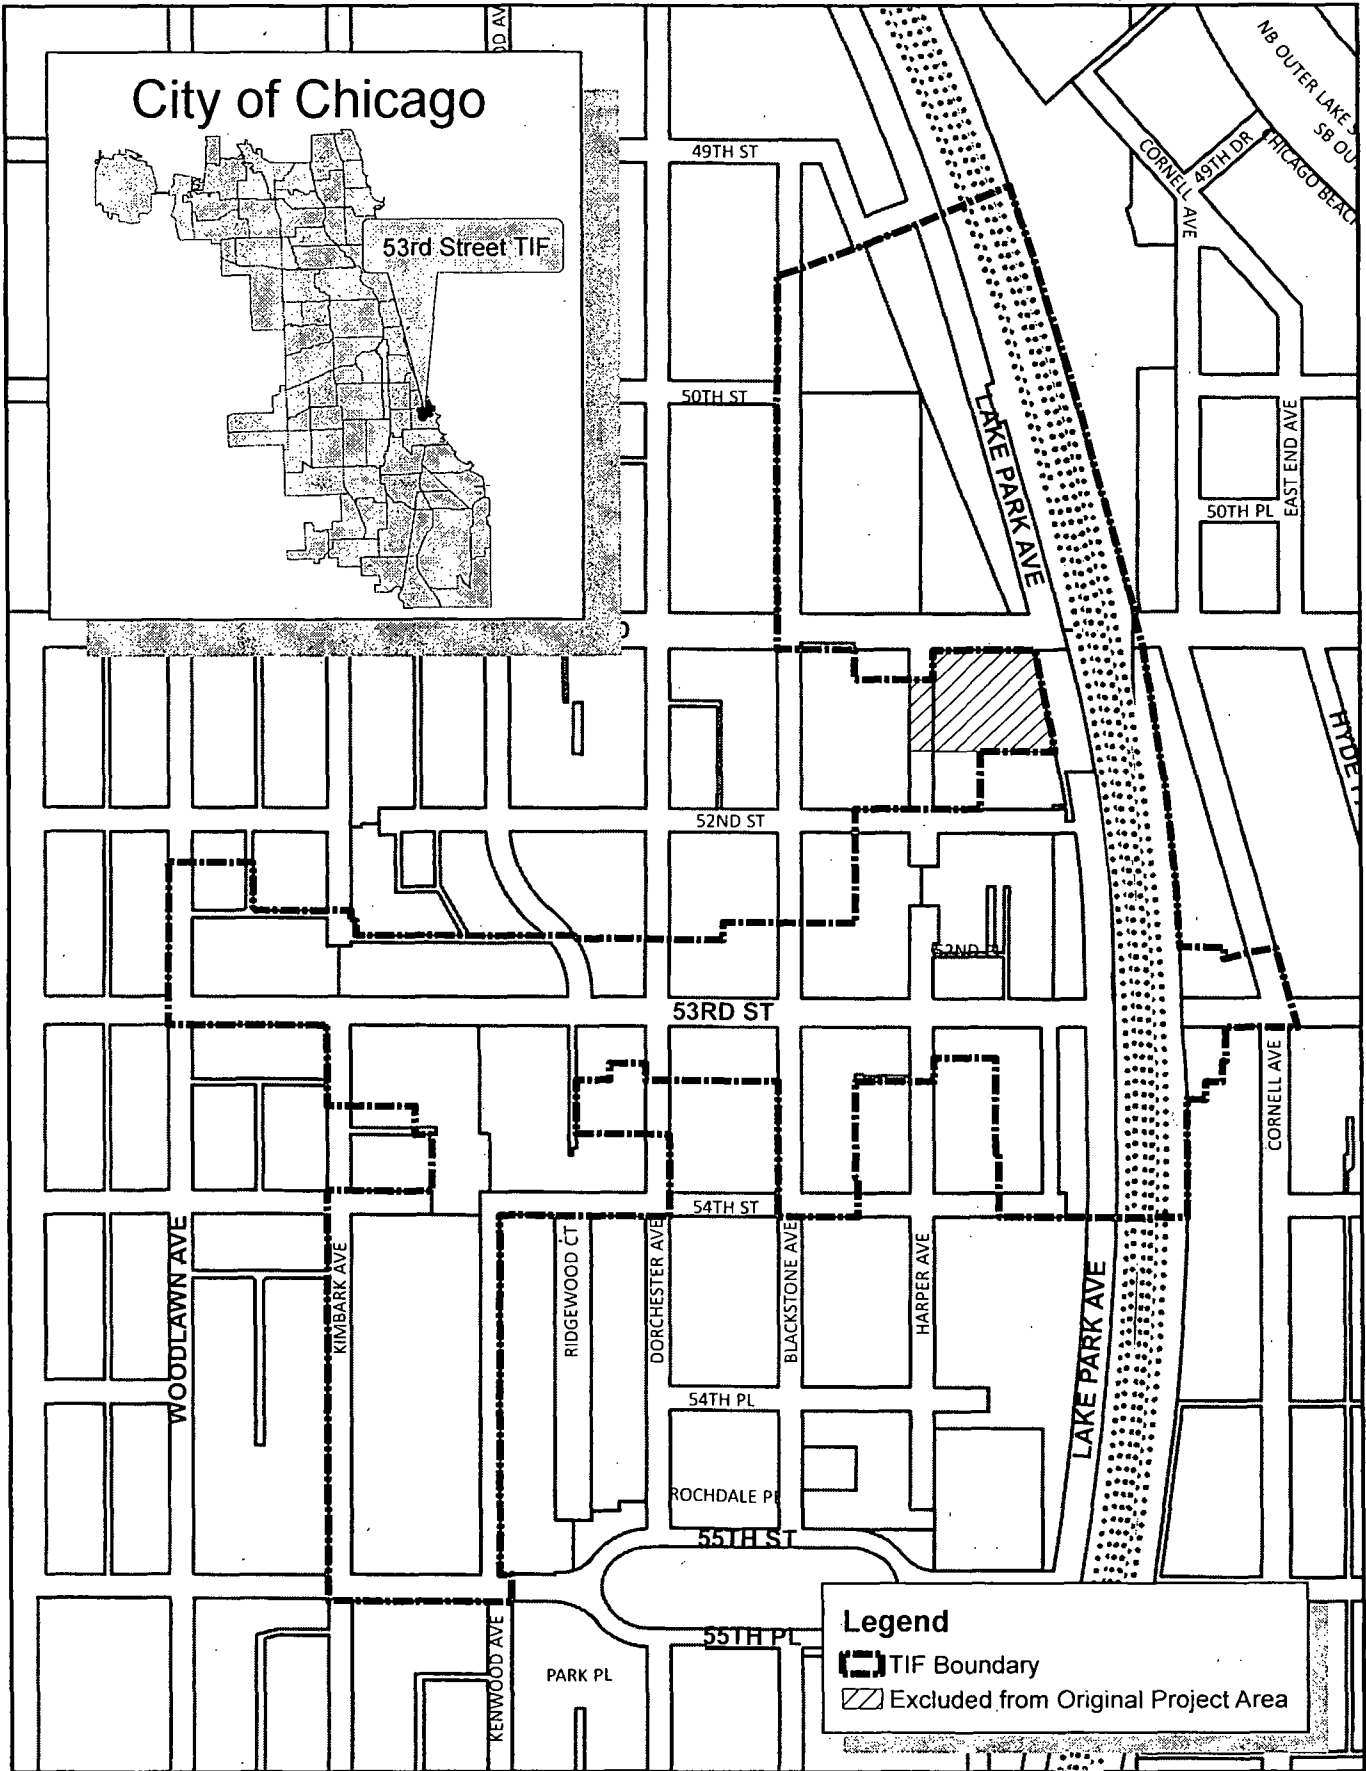 City of Chicago
53rd Street TIF
49TH ST
CORNELL AVE
49TH DR
NB OUTER LAKE
SB OU
CHICAGO BEACH
50TH ST
LAKE PARK AVE
EAST END AVE
50TH PL
HYDE
52ND ST
52ND
53RD ST
CORNELL AVE
54TH ST
WOODLAWN AVE
KIMBARK AVE
RIDGEWOOD CT
DORCHESTER AVE
BLACKSTONE AVE
HARPER AVE
LAKE PARK AVE
54TH PL
ROCHDALE PL
55TH ST
55TH PL
KENWOOD AVE
PARK PL
Legend
TIF Boundary
Excluded from Original Project Area